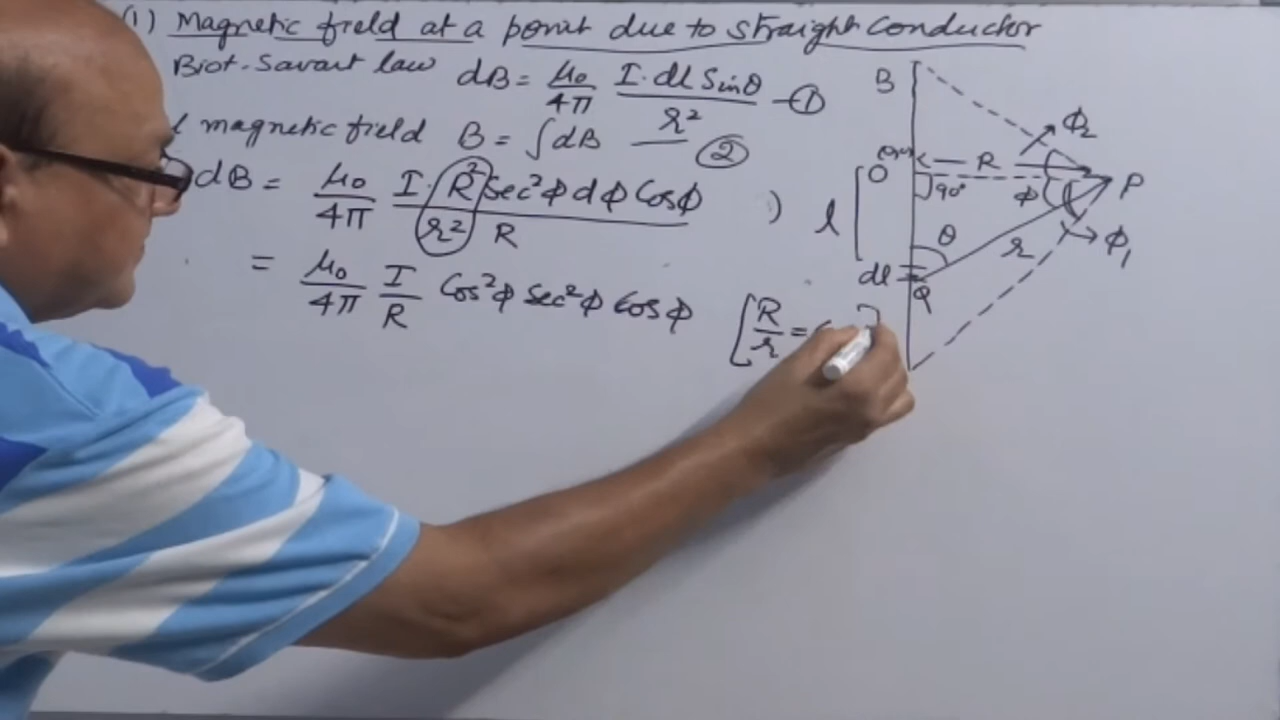 (1) Magnetic field at a point due to straight Conductor
Biot-Savart law dB = μ₀/4π I·dl Sinθ/r² — ①
magnetic field B = ∫dB — ②
dB = μ₀/4π I·R² Sec²ϕ dϕ Cosϕ / r² R
= μ₀/4π I/R Cos²ϕ Sec²ϕ Cosϕ [R/r =
B
ϕ₂
R
O
90°
ϕ
P
l
θ
r
ϕ₁
dl
Q